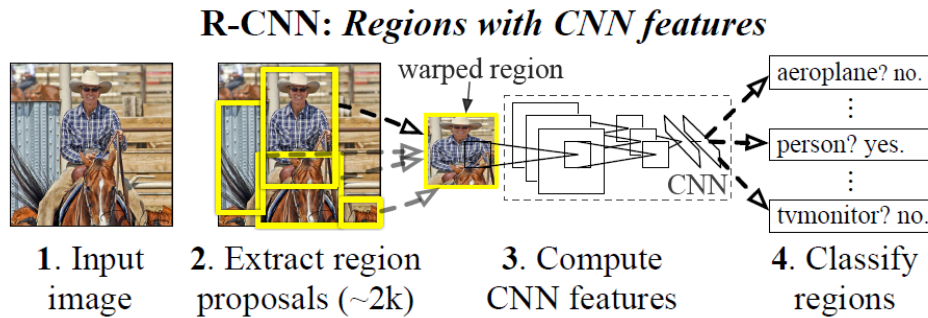 R-CNN: Regions with CNN features
warped region
aeroplane? no.
⋮
person? yes.
⋮
tvmonitor? no.
CNN
1. Input
image
2. Extract region
proposals (~2k)
3. Compute
CNN features
4. Classify
regions